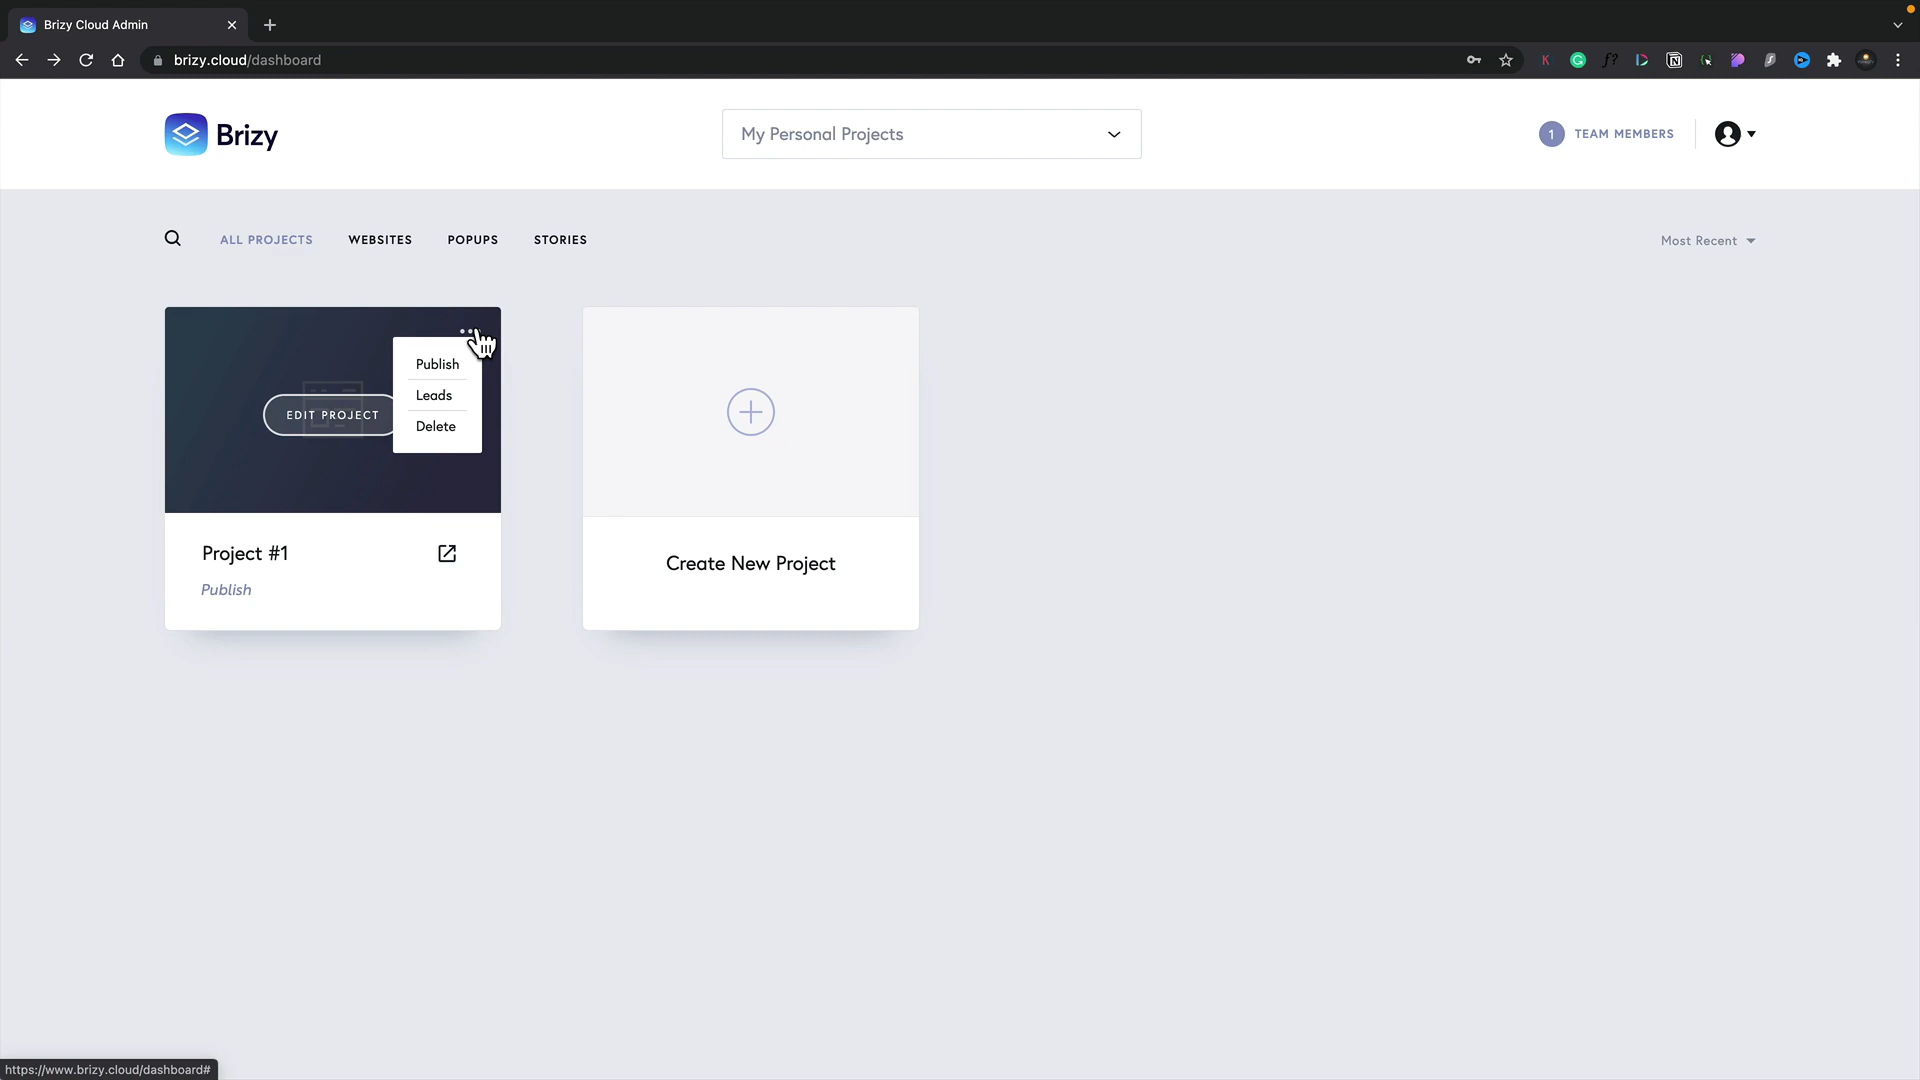 Brizy Cloud Admin
brizy.cloud/dashboard
Brizy
My Personal Projects
1 TEAM MEMBERS
ALL PROJECTS
WEBSITES
POPUPS
STORIES
Most Recent
Publish
Leads
Delete
EDIT PROJECT
Project #1
Publish
Create New Project
https://www.brizy.cloud/dashboard#